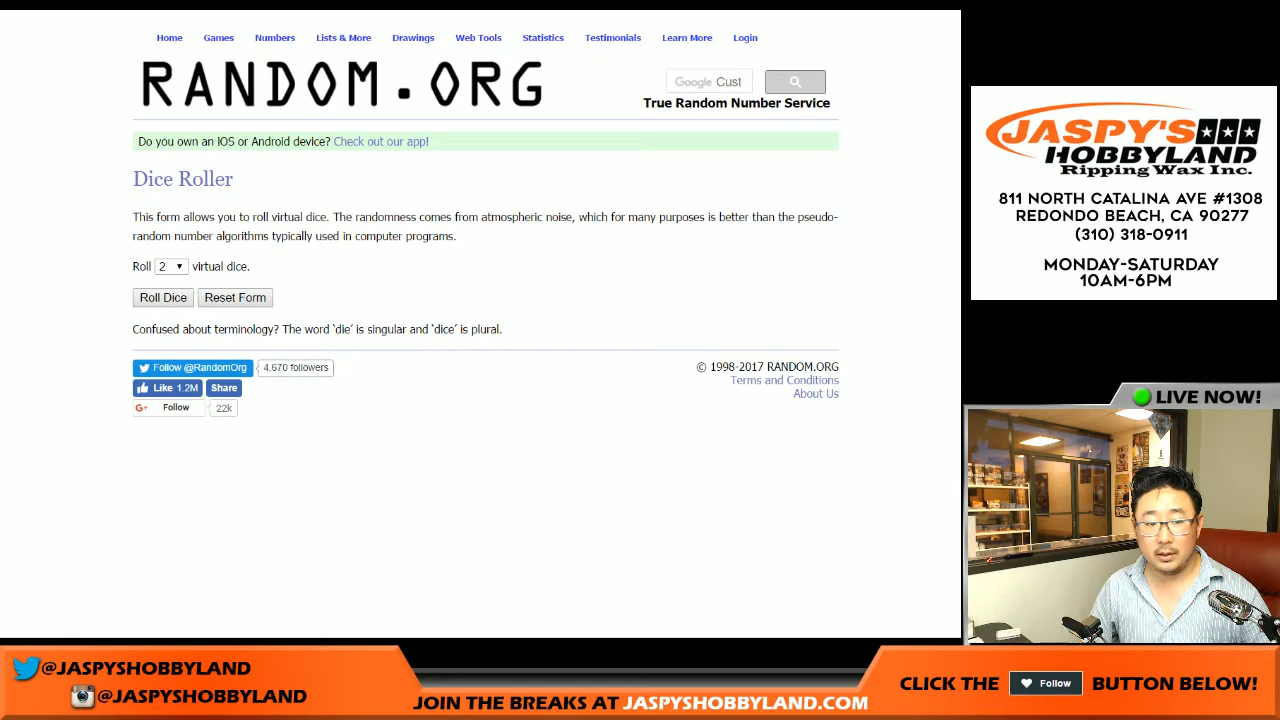 Home Games Numbers Lists & More Drawings Web Tools Statistics Testimonials Learn More Login
RANDOM.ORG
Google Cust
True Random Number Service
Do you own an iOS or Android device? Check out our app!
Dice Roller
This form allows you to roll virtual dice. The randomness comes from atmospheric noise, which for many purposes is better than the pseudo-
random number algorithms typically used in computer programs.
Roll 2 virtual dice.
Roll Dice Reset Form
Confused about terminology? The word ‘die’ is singular and ‘dice’ is plural.
Follow @RandomOrg 4,670 followers
Like 1.2M Share
G+ Follow 22k
© 1998-2017 RANDOM.ORG
Terms and Conditions
About Us
JASPY'S
HOBBYLAND
Ripping Wax Inc.
811 NORTH CATALINA AVE #1308
REDONDO BEACH, CA 90277
(310) 318-0911
MONDAY-SATURDAY
10AM-6PM
LIVE NOW!
@JASPYSHOBBYLAND
@JASPYSHOBBYLAND
JOIN THE BREAKS AT JASPYSHOBBYLAND.COM
CLICK THE Follow BUTTON BELOW!